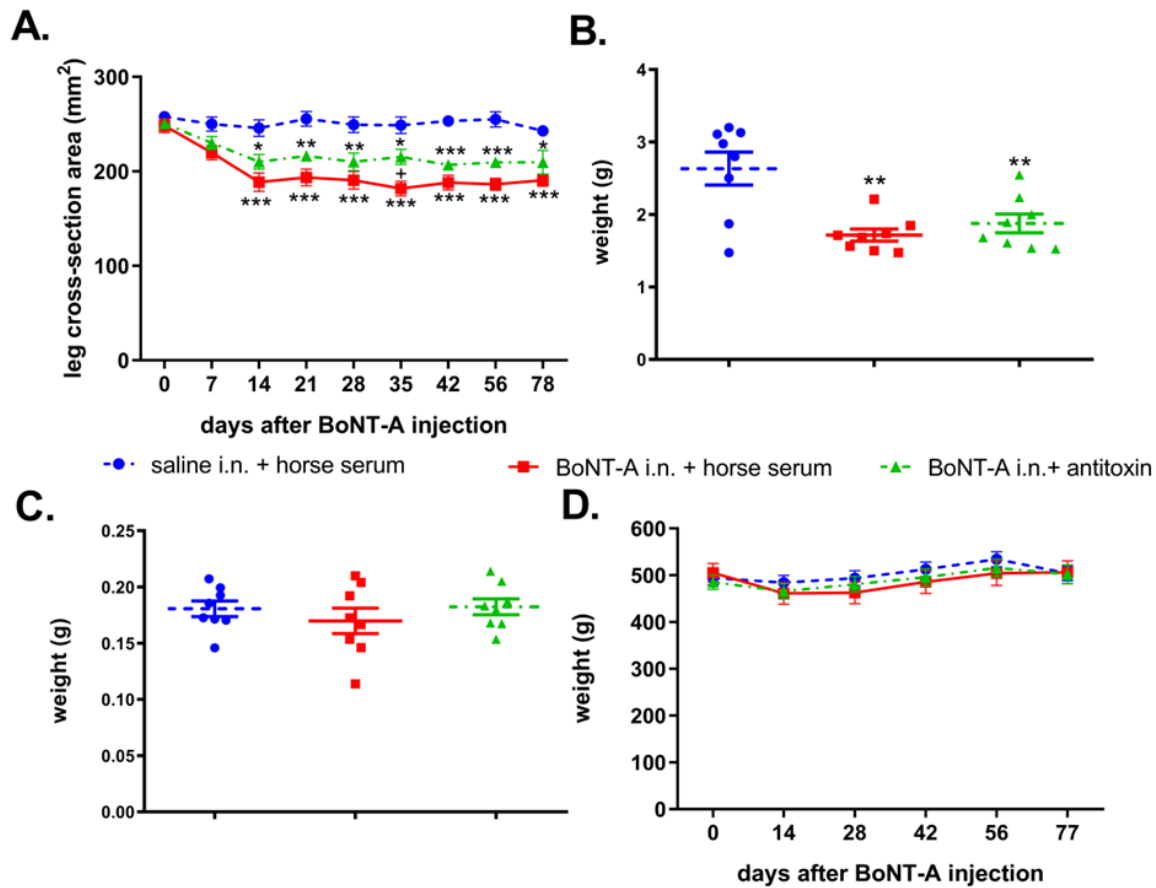 A.
B.
leg cross-section area (mm²)
300
200
100
0
* ** ** * *** *** *
+
*** *** *** *** *** *** ***
0 7 14 21 28 35 42 56 78
days after BoNT-A injection
weight (g)
4
3
2
1
0
**
**
saline i.n. + horse serum
BoNT-A i.n. + horse serum
BoNT-A i.n.+ antitoxin
C.
D.
weight (g)
0.25
0.20
0.15
0.10
0.05
0.00
weight (g)
600
500
400
300
200
100
0
0 14 28 42 56 77
days after BoNT-A injection